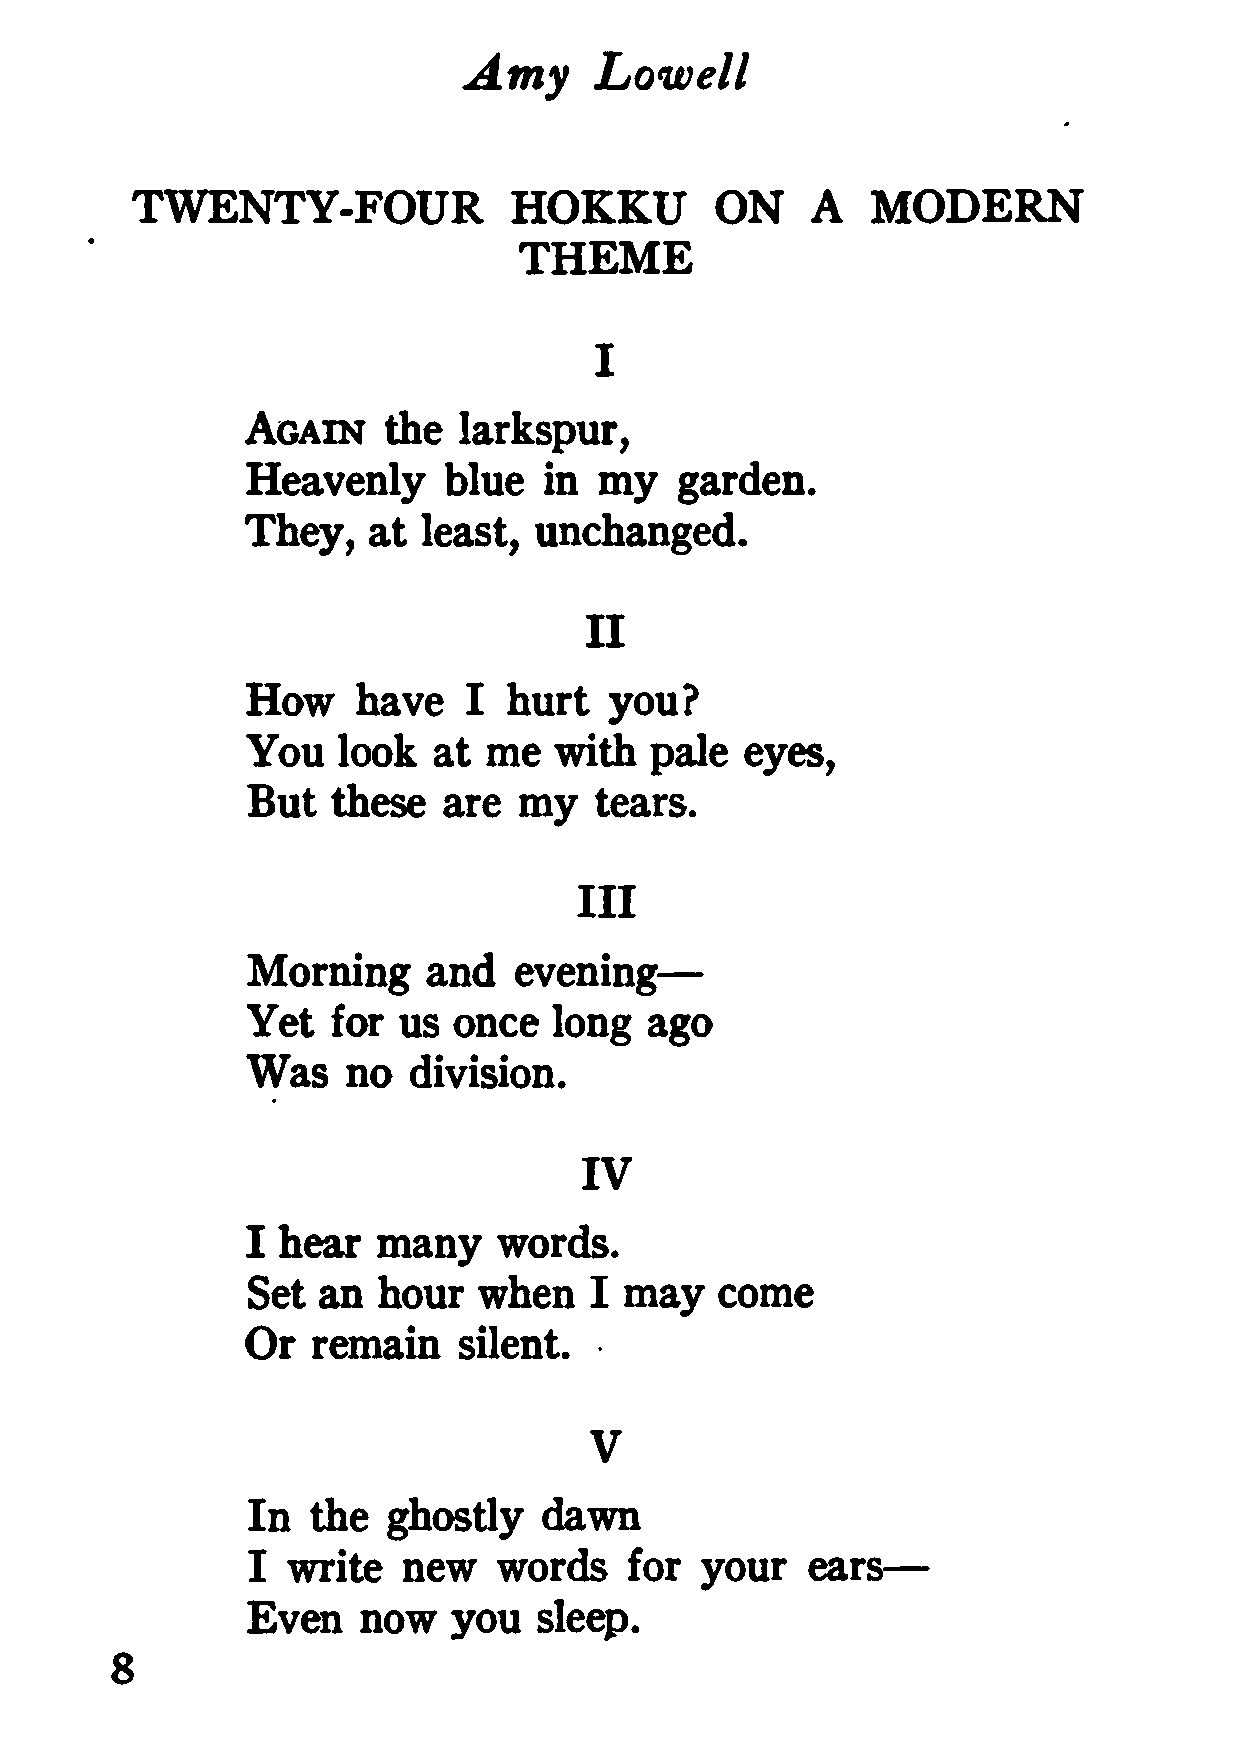 Amy Lowell
TWENTY-FOUR HOKKU ON A MODERN
THEME
I
AGAIN the larkspur,
Heavenly blue in my garden.
They, at least, unchanged.
II
How have I hurt you?
You look at me with pale eyes,
But these are my tears.
III
Morning and evening—
Yet for us once long ago
Was no division.
IV
I hear many words.
Set an hour when I may come
Or remain silent.
V
In the ghostly dawn
I write new words for your ears—
Even now you sleep.
8